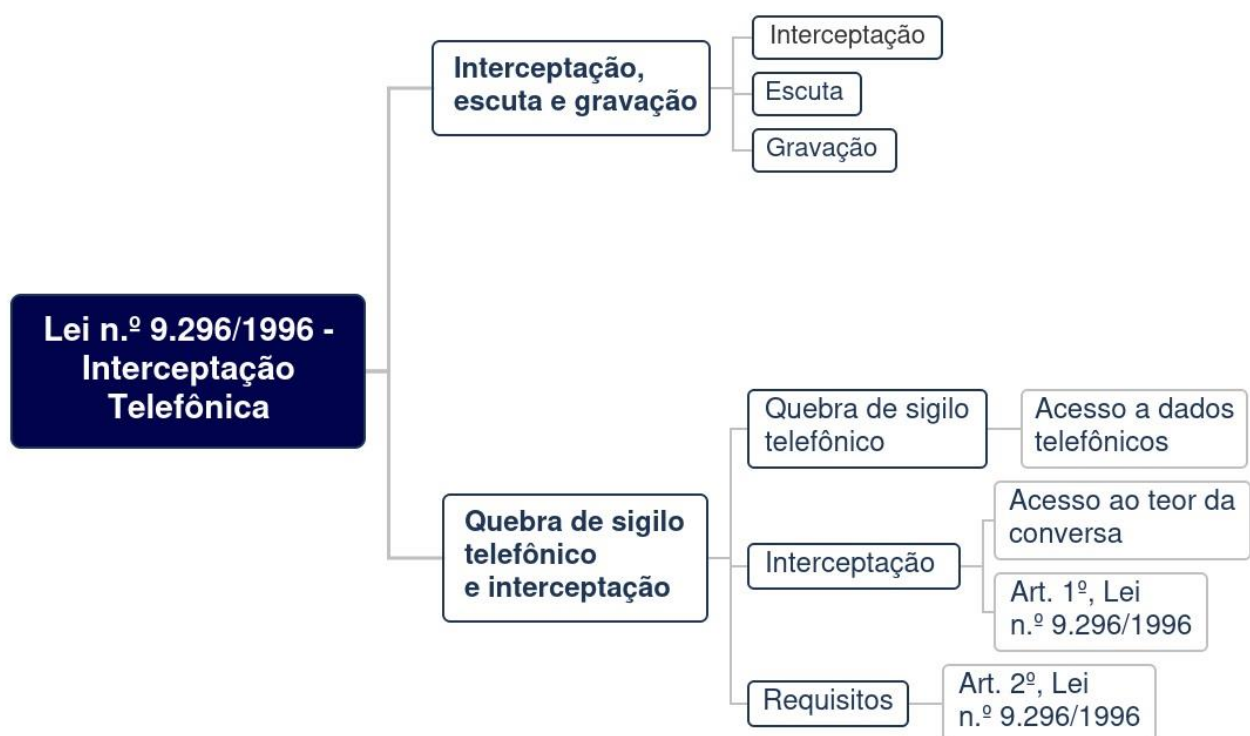 Lei n.º 9.296/1996 -
Interceptação
Telefônica
Interceptação,
escuta e gravação
Interceptação
Escuta
Gravação
Quebra de sigilo
telefônico
e interceptação
Quebra de sigilo
telefônico
Acesso a dados
telefônicos
Interceptação
Acesso ao teor da
conversa
Art. 1º, Lei
n.º 9.296/1996
Requisitos
Art. 2º, Lei
n.º 9.296/1996